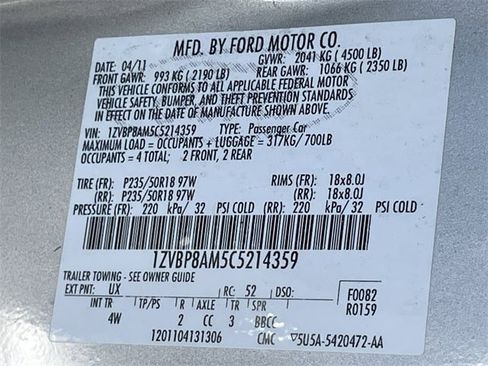 MFD. BY FORD MOTOR CO.
DATE: 04/11 GVWR: 2041 KG ( 4500 LB)
FRONT GAWR: 993 KG ( 2190 LB) REAR GAWR: 1066 KG ( 2350 LB)
THIS VEHICLE CONFORMS TO ALL APPLICABLE FEDERAL MOTOR
VEHICLE SAFETY, BUMPER, AND THEFT PREVENTION STANDARDS
IN EFFECT ON THE DATE OF MANUFACTURE SHOWN ABOVE.
VIN: 1ZVBP8AM5C5214359 TYPE: Passenger Car
MAXIMUM LOAD = OCCUPANTS + LUGGAGE = 317KG/700LB
OCCUPANTS = 4 TOTAL; 2 FRONT, 2 REAR
TIRE (FR): P235/50R18 97W RIMS (FR): 18x8.0J
(RR): P235/50R18 97W (RR): 18x8.0J
PRESSURE (FR): 220 kPa/ 32 PSI COLD (RR): 220 kPa/ 32 PSI COLD
1ZVBP8AM5C5214359
TRAILER TOWING - SEE OWNER GUIDE
EXT PNT: UX RC: 52 DSO: F0082
INT TR TP/PS R AXLE TR SPR R0159
4W 2 CC 3 BBCC
1201104131306 CMC 5U5A-5420472-AA